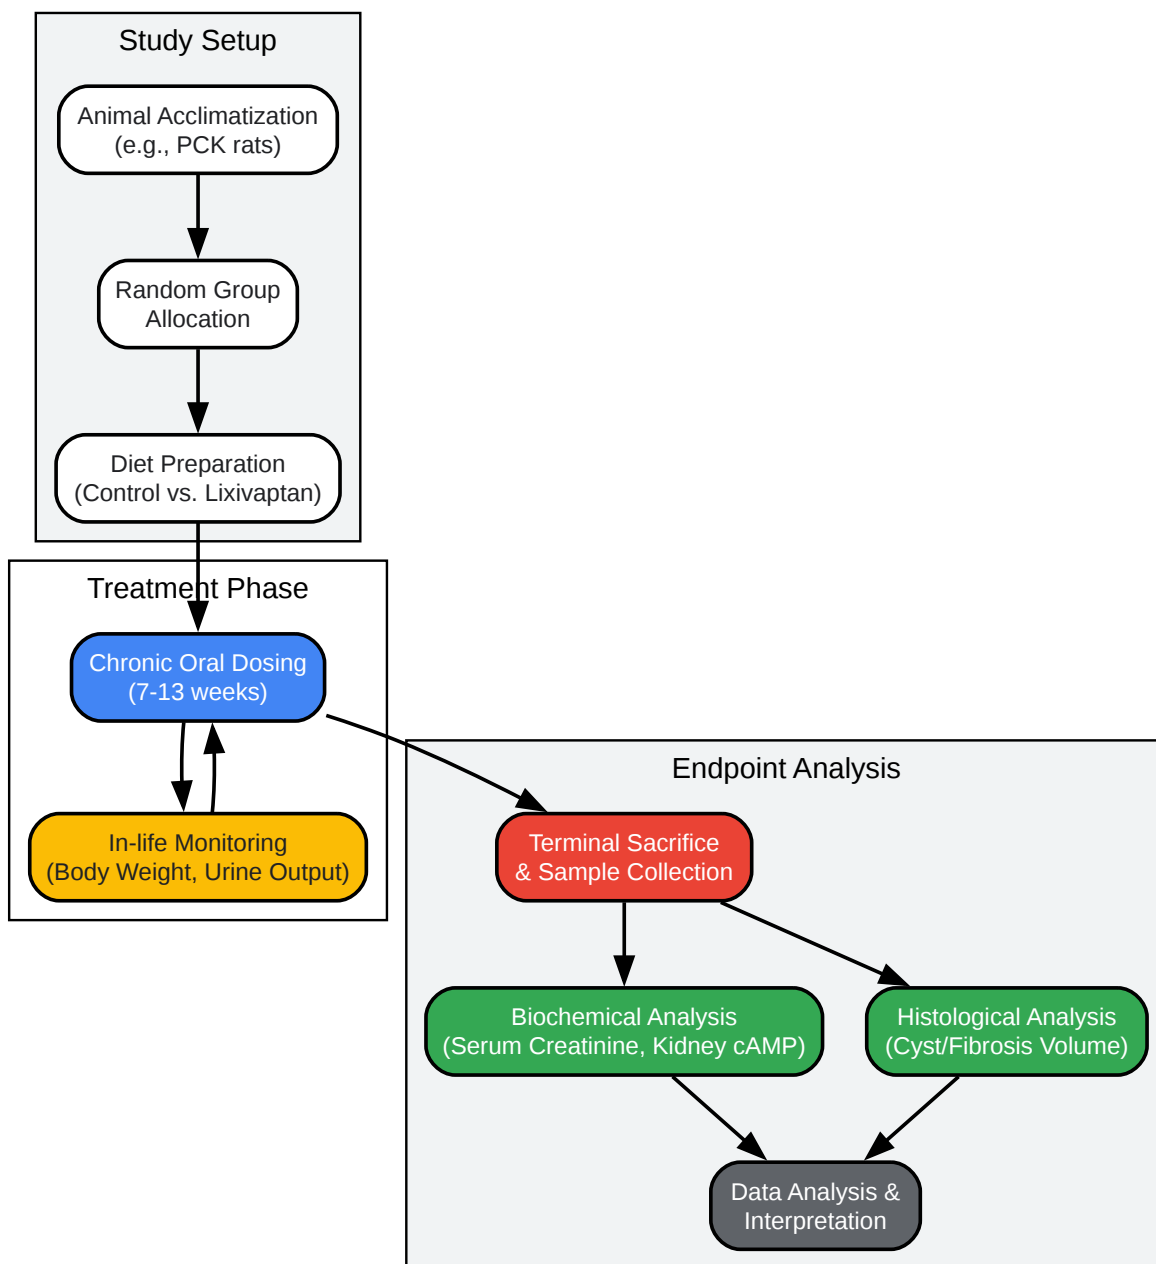 Study Setup
Animal Acclimatization
(e.g., PCK rats)
Random Group
Allocation
Diet Preparation
(Control vs. Lixivaptan)
Treatment Phase
Chronic Oral Dosing
(7-13 weeks)
In-life Monitoring
(Body Weight, Urine Output)
Endpoint Analysis
Terminal Sacrifice
& Sample Collection
Biochemical Analysis
(Serum Creatinine, Kidney cAMP)
Histological Analysis
(Cyst/Fibrosis Volume)
Data Analysis &
Interpretation